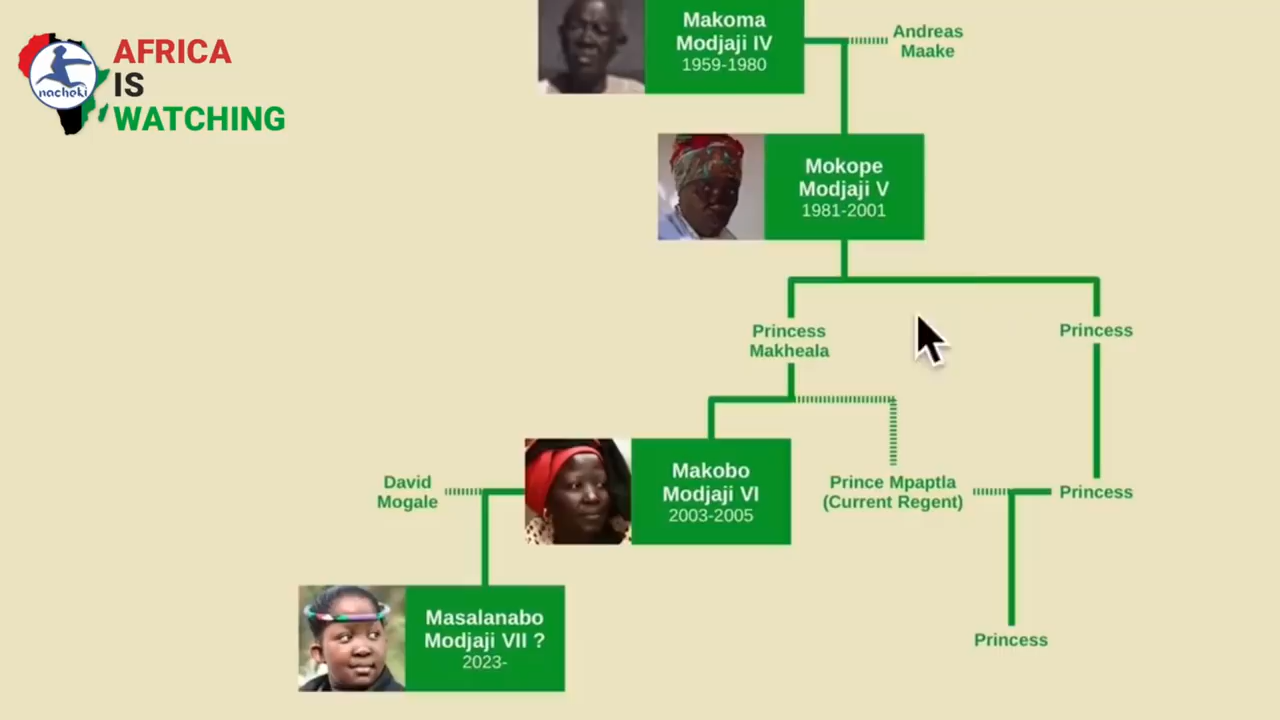 AFRICA
IS
WATCHING
nacheki
Makoma
Modjaji IV
1959-1980
Andreas
Maake
Mokope
Modjaji V
1981-2001
Princess
Makheala
Princess
Makobo
Modjaji VI
2003-2005
David
Mogale
Prince Mpaptla
(Current Regent)
Princess
Masalanabo
Modjaji VII ?
2023-
Princess